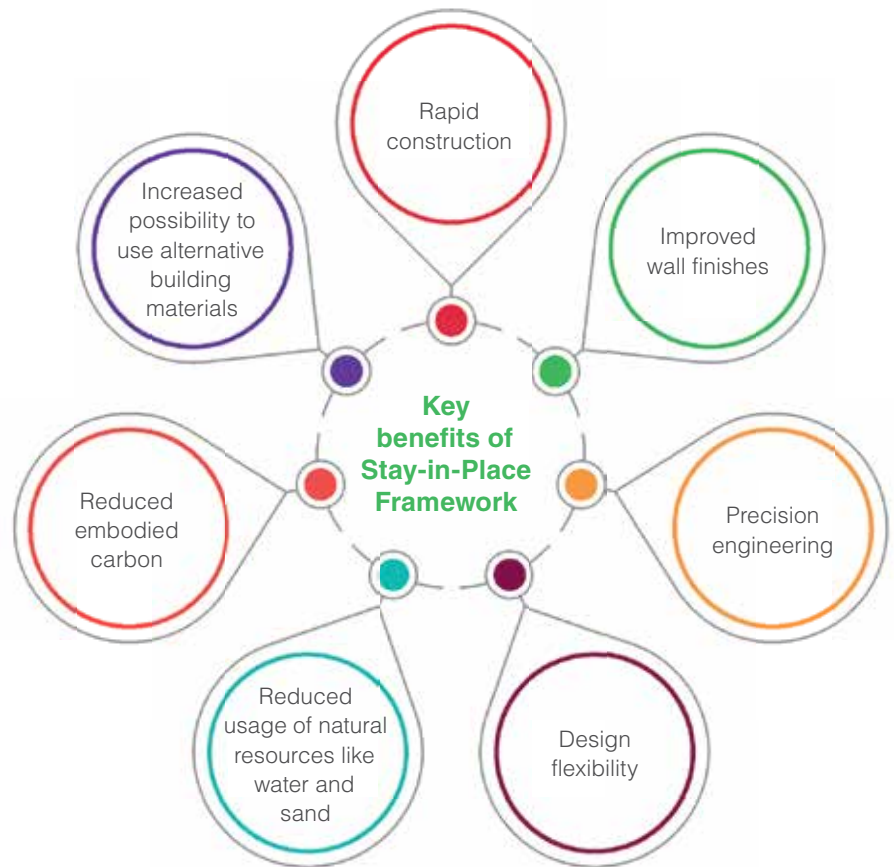 Rapid
construction
Increased
possibility to
use alternative
building
materials
Improved
wall finishes
Key
benefits of
Stay-in-Place
Framework
Reduced
embodied
carbon
Precision
engineering
Reduced
usage of natural
resources like
water and
sand
Design
flexibility